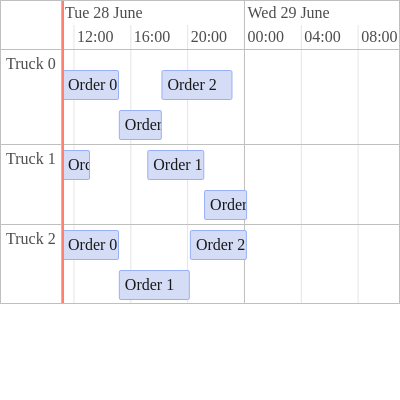 Tue 28 June Wed 29 June
12:00 16:00 20:00 00:00 04:00 08:00
Truck 0
Order 0 Order 2
Order
Truck 1
Ord Order 1
Order
Truck 2
Order 0 Order 2
Order 1